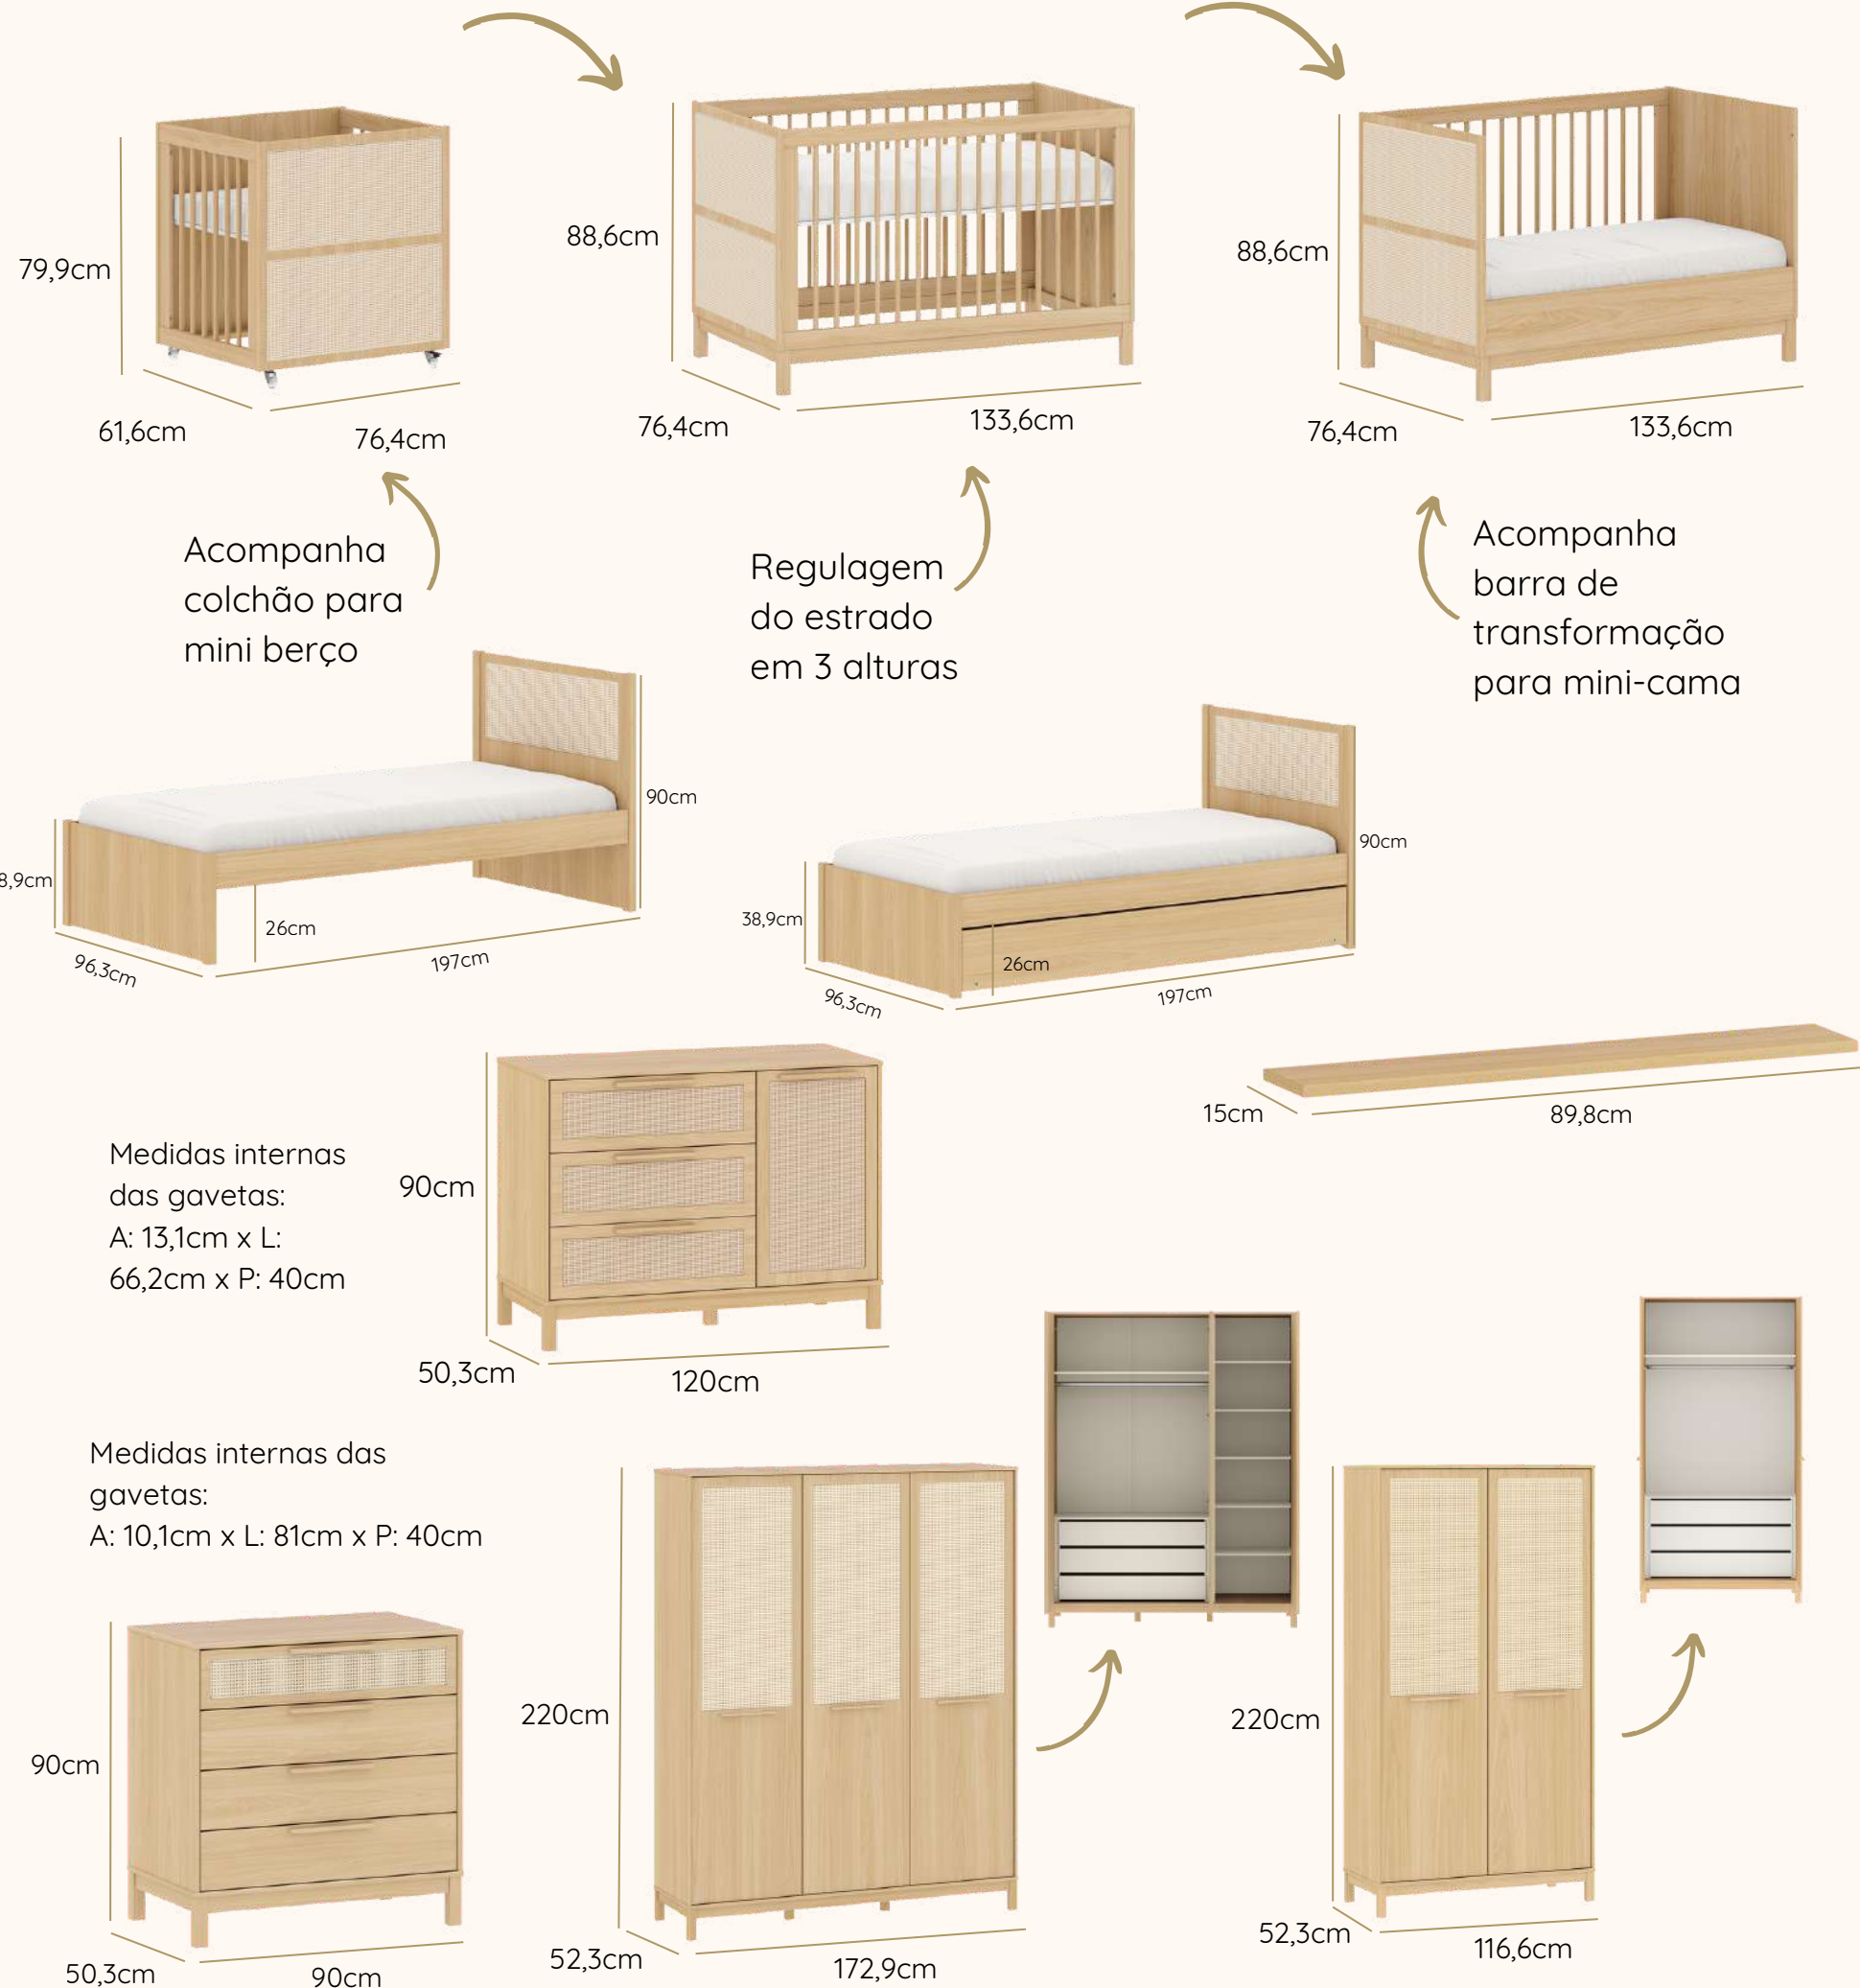 79,9cm
61,6cm
76,4cm
88,6cm
76,4cm
133,6cm
88,6cm
76,4cm
133,6cm
Acompanha
colchão para
mini berço
Regulagem
do estrado
em 3 alturas
Acompanha
barra de
transformação
para mini-cama
8,9cm
96,3cm
26cm
197cm
90cm
38,9cm
96,3cm
26cm
197cm
90cm
15cm
89,8cm
Medidas internas
das gavetas:
A: 13,1cm x L:
66,2cm x P: 40cm
90cm
50,3cm
120cm
Medidas internas das
gavetas:
A: 10,1cm x L: 81cm x P: 40cm
90cm
50,3cm
90cm
220cm
52,3cm
172,9cm
220cm
52,3cm
116,6cm